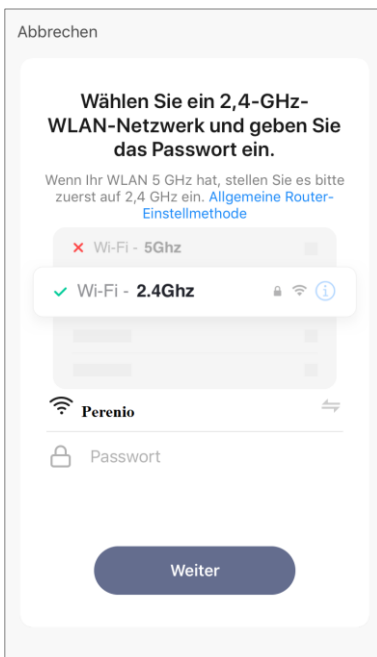 Abbrechen
Wählen Sie ein 2,4-GHz-
WLAN-Netzwerk und geben Sie
das Passwort ein.
Wenn Ihr WLAN 5 GHz hat, stellen Sie es bitte
zuerst auf 2,4 GHz ein. Allgemeine Router-
Einstellmethode
Wi-Fi - 5Ghz
Wi-Fi - 2.4Ghz
Perenio
Passwort
Weiter